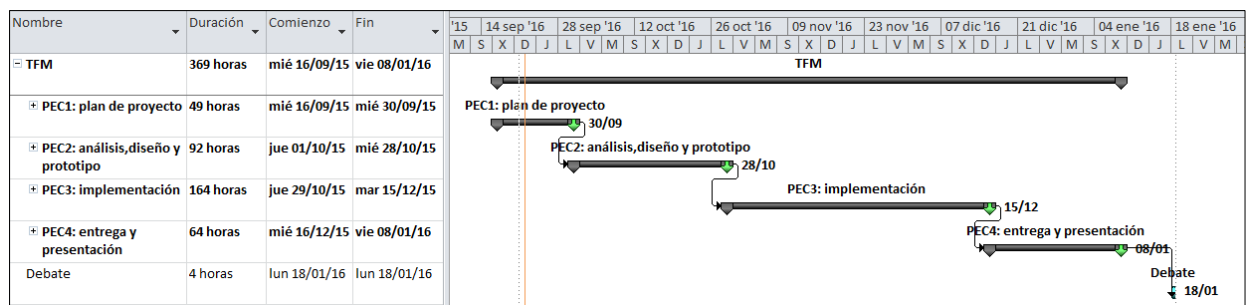 Nombre Duración Comienzo Fin '15 14 sep '16 28 sep '16 12 oct '16 26 oct '16 09 nov '16 23 nov '16 07 dic '16 21 dic '16 04 ene '16 18 ene '16
M S X D J L V M S X D J L V M S X D J L V M S X D J L V M S X D J L V M
TFM 369 horas mié 16/09/15 vie 08/01/16
TFM
PEC1: plan de proyecto 49 horas mié 16/09/15 mié 30/09/15
PEC1: plan de proyecto
30/09
PEC2: análisis,diseño y 92 horas jue 01/10/15 mié 28/10/15
prototipo
PEC2: análisis,diseño y prototipo
28/10
PEC3: implementación 164 horas jue 29/10/15 mar 15/12/15
PEC3: implementación
15/12
PEC4: entrega y 64 horas mié 16/12/15 vie 08/01/16
presentación
PEC4: entrega y presentación
08/01
Debate 4 horas lun 18/01/16 lun 18/01/16
Debate
18/01